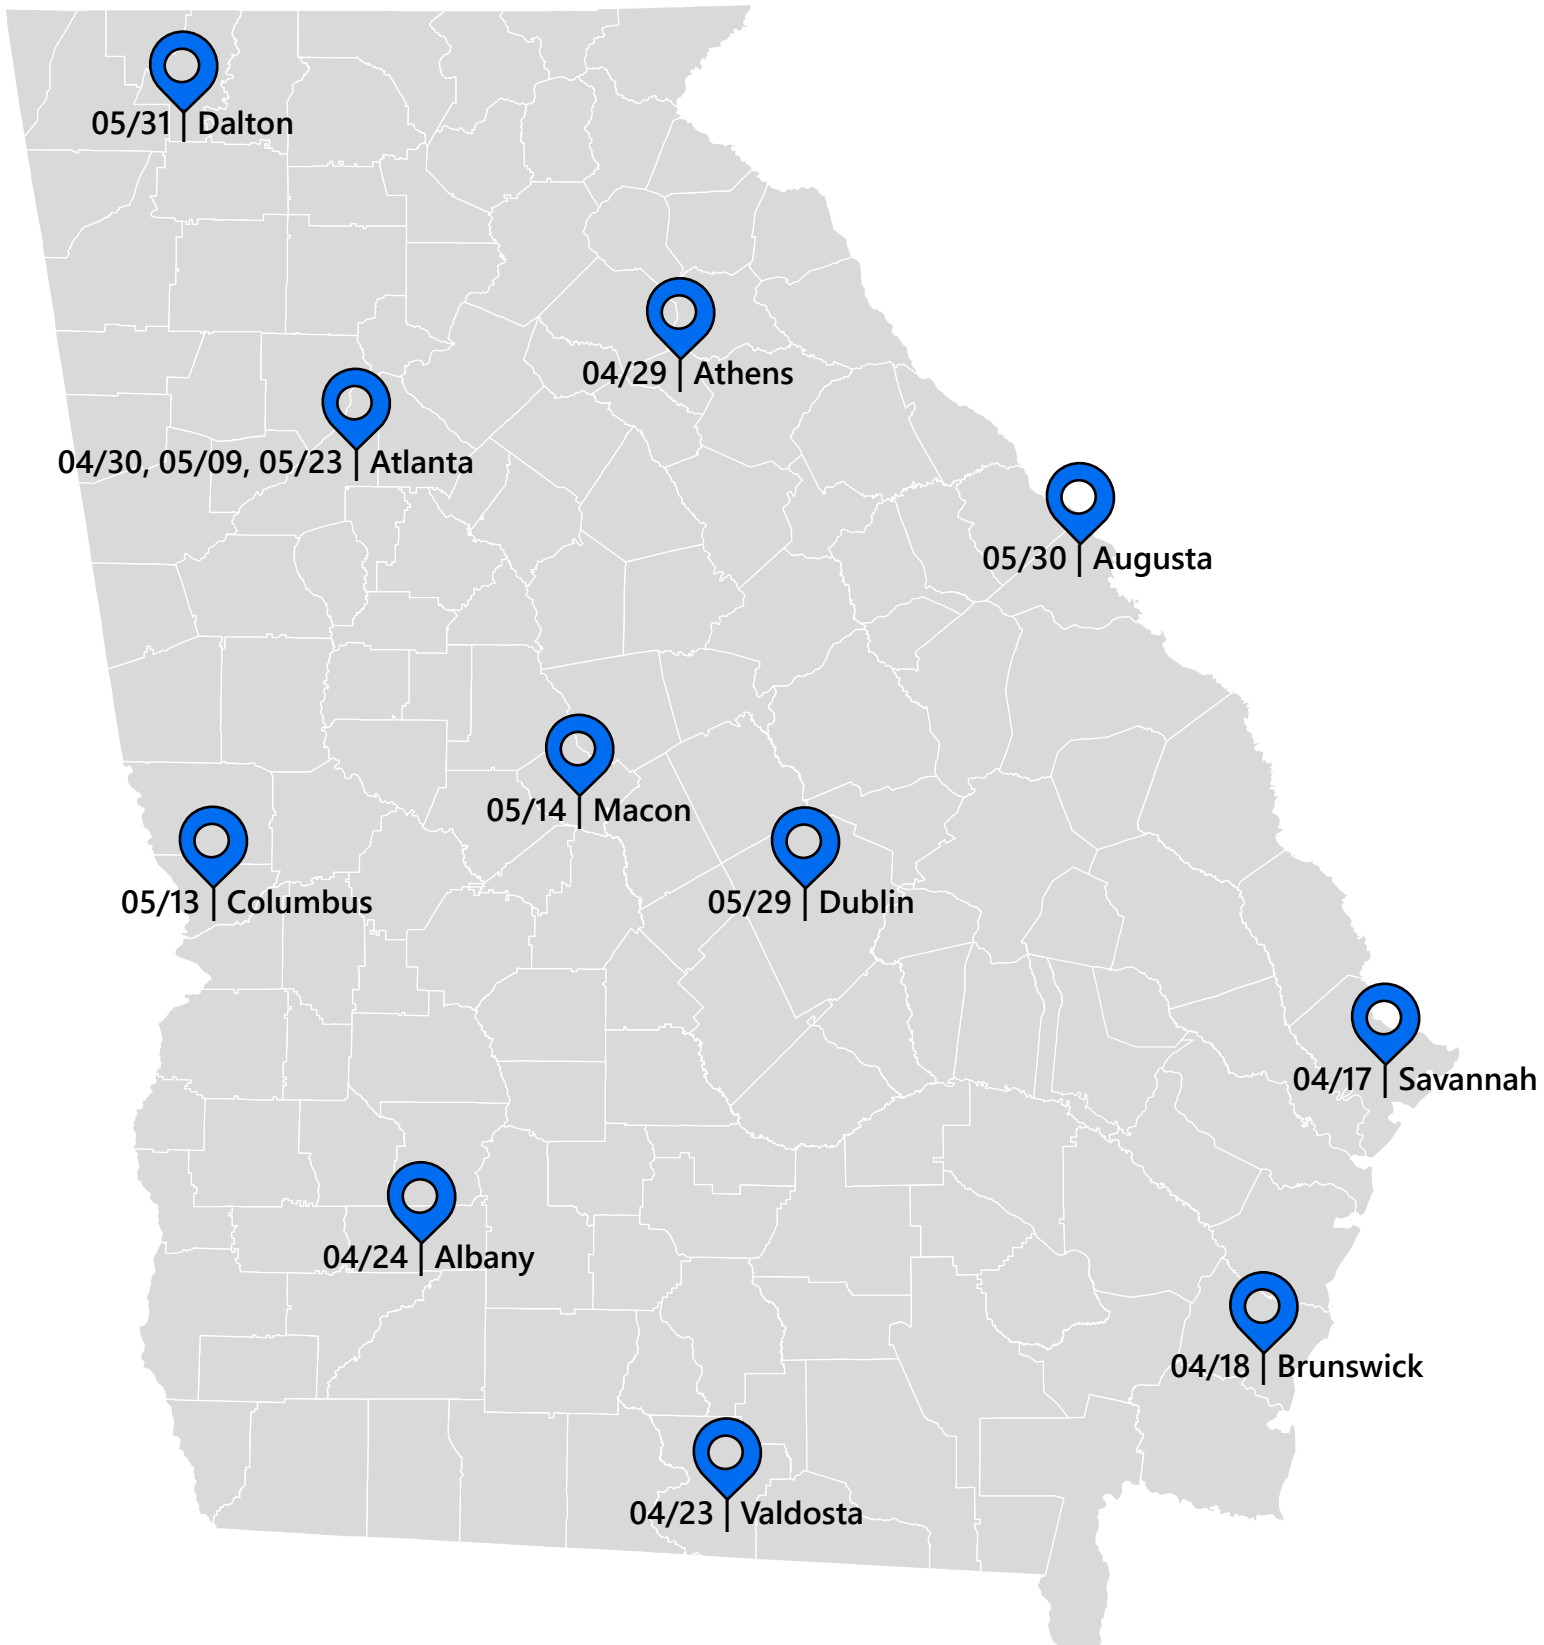 05/31 | Dalton
04/29 | Athens
04/30, 05/09, 05/23 | Atlanta
05/30 | Augusta
05/14 | Macon
05/13 | Columbus
05/29 | Dublin
04/17 | Savannah
04/24 | Albany
04/18 | Brunswick
04/23 | Valdosta